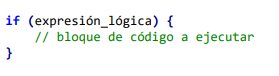 if (expresión_lógica) {
    // bloque de código a ejecutar
}